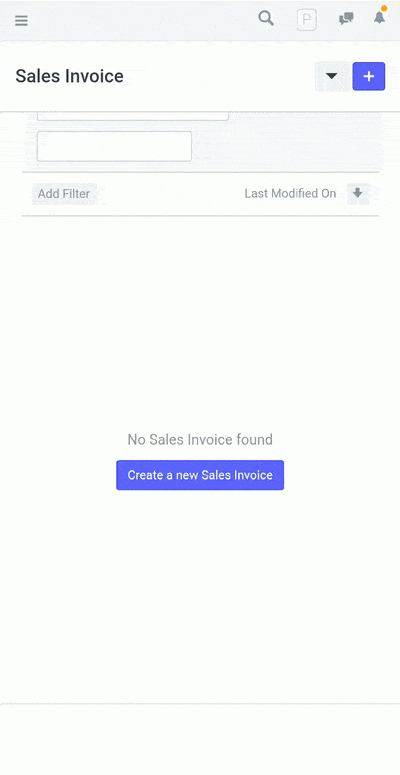 P
Sales Invoice
Add Filter
Last Modified On
No Sales Invoice found
Create a new Sales Invoice